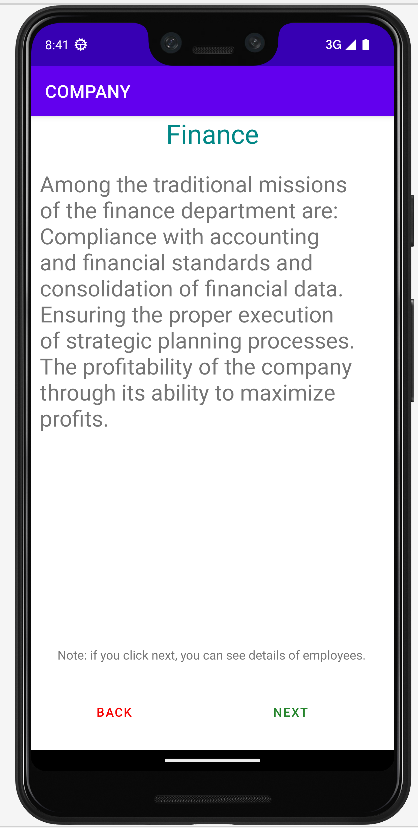 8:41 3G
COMPANY
Finance
Among the traditional missions
of the finance department are:
Compliance with accounting
and financial standards and
consolidation of financial data.
Ensuring the proper execution
of strategic planning processes.
The profitability of the company
through its ability to maximize
profits.
Note: if you click next, you can see details of employees.
BACK NEXT